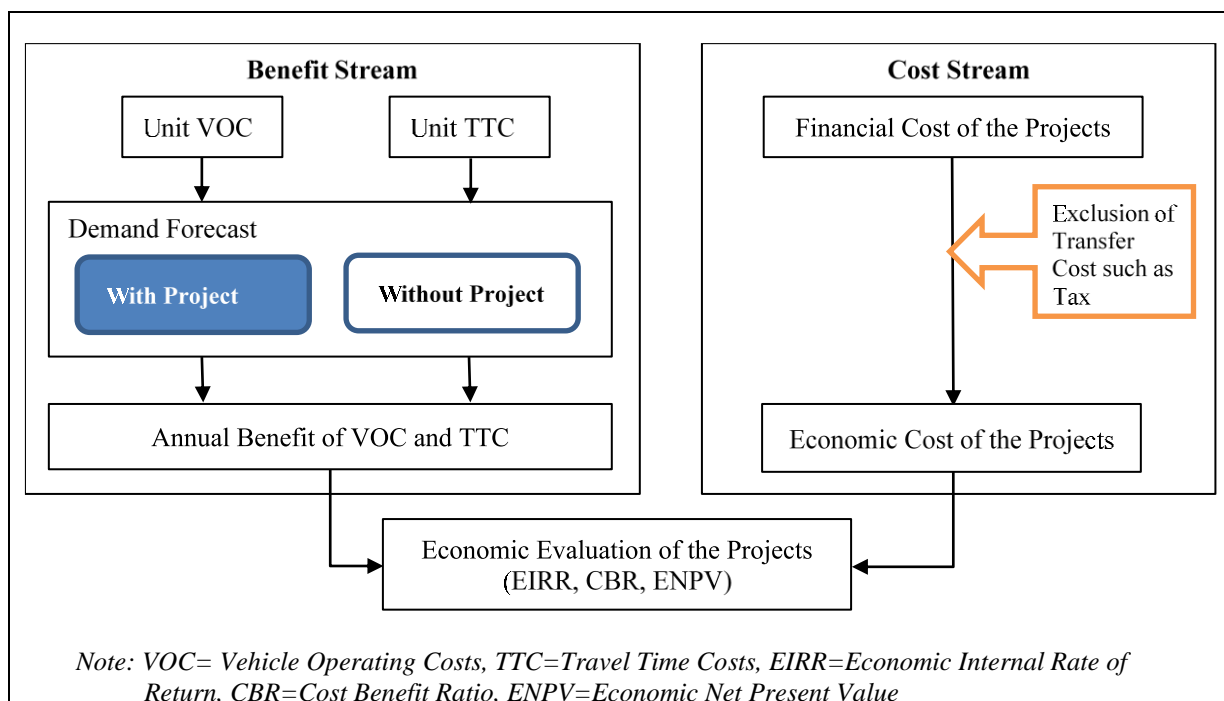 Benefit Stream
Unit VOC
Unit TTC
Demand Forecast
With Project
Without Project
Annual Benefit of VOC and TTC
Cost Stream
Financial Cost of the Projects
Exclusion of
Transfer
Cost such as
Tax
Economic Cost of the Projects
Economic Evaluation of the Projects
(EIRR, CBR, ENPV)
Note: VOC= Vehicle Operating Costs, TTC=Travel Time Costs, EIRR=Economic Internal Rate of
Return, CBR=Cost Benefit Ratio, ENPV=Economic Net Present Value